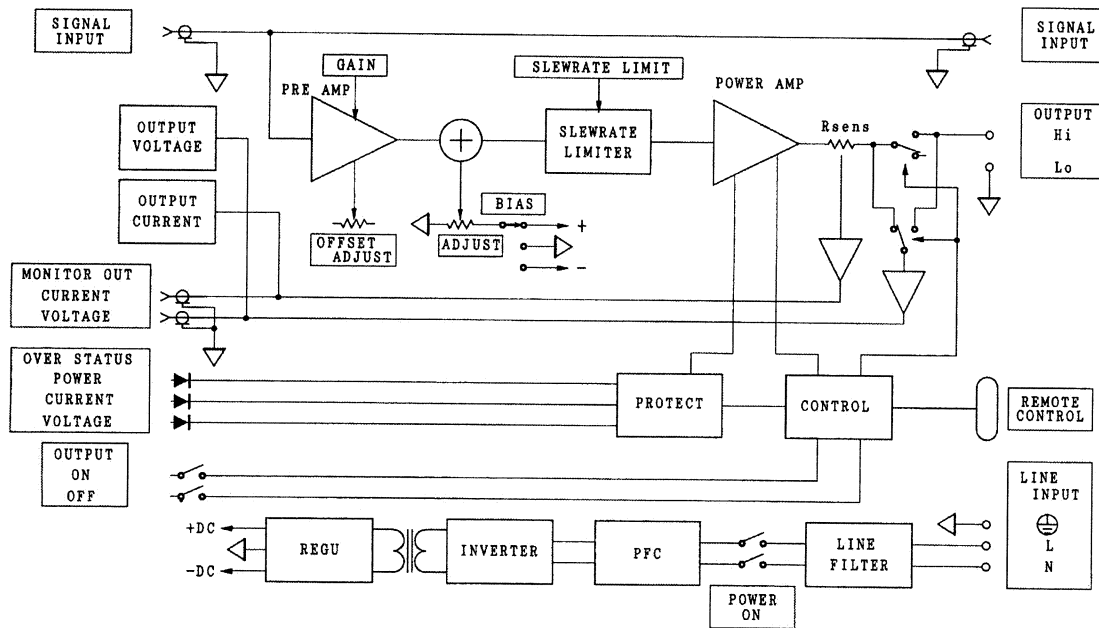 SIGNAL
INPUT
GAIN
PRE AMP
SLEWRATE LIMIT
POWER AMP
SIGNAL
INPUT
OUTPUT
VOLTAGE
+
SLEWRATE
LIMITER
Rsens
OUTPUT
Hi
Lo
OUTPUT
CURRENT
OFFSET
ADJUST
ADJUST
BIAS
+
-
MONITOR OUT
CURRENT
VOLTAGE
OVER STATUS
POWER
CURRENT
VOLTAGE
PROTECT
CONTROL
REMOTE
CONTROL
OUTPUT
ON
OFF
+DC
-DC
REGU
INVERTER
PFC
POWER
ON
LINE
FILTER
LINE
INPUT
L
N